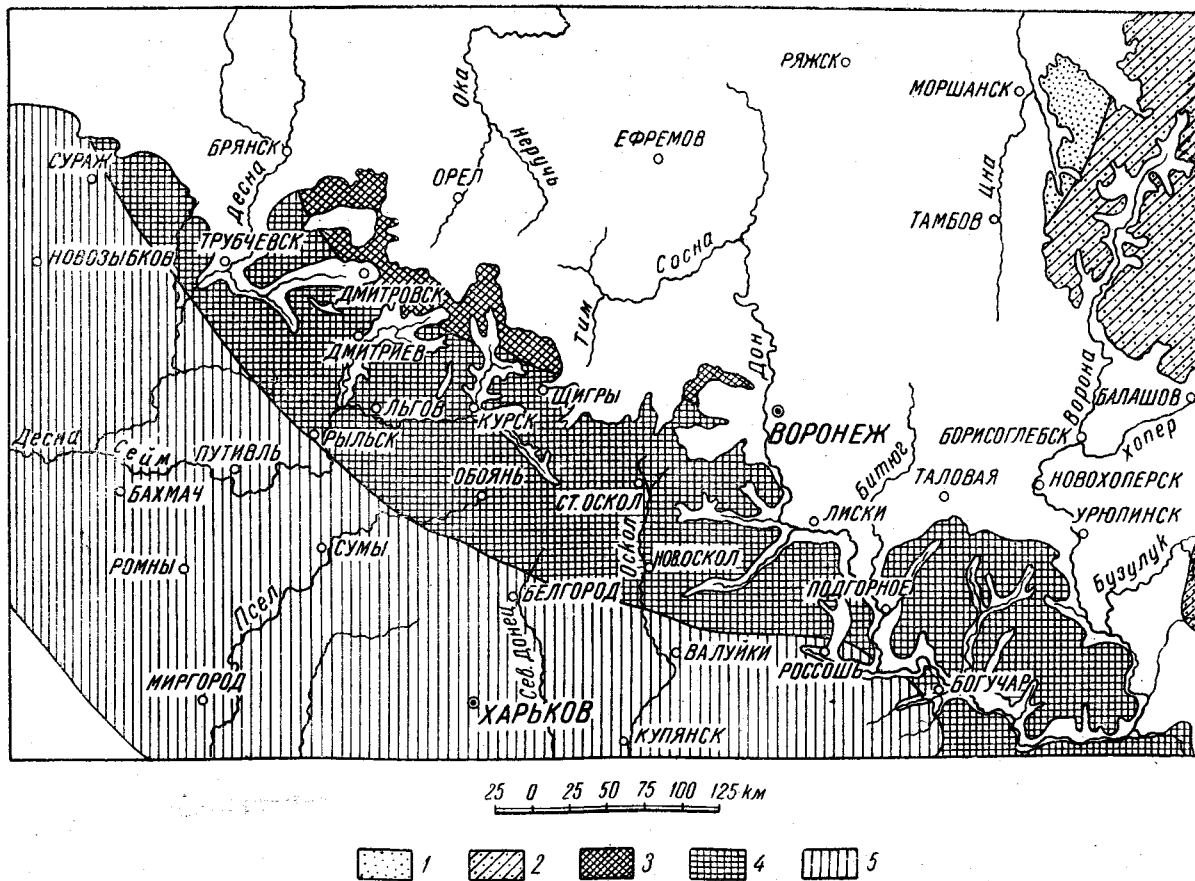 РЯЖСК
МОРШАНСК
Ока
Неручь
ЕФРЕМОВ
БРЯНСК
СУРАЖ
Десна
ОРЕЛ
Цна
ТАМБОВ
НОВОЗЫБКОВ
ТРУБЧЕВСК
Сосна
ДМИТРОВСК
Тим
Дон
ДМИТРИЕВ
ЩИГРЫ
Ворона
БАЛАШОВ
ЛЬГОВ
КУРСК
ВОРОНЕЖ
БОРИСОГЛЕБСК
Хопер
Десна
Сейм
ПУТИВЛЬ
РЫЛЬСК
ОБОЯНЬ
Битюг
ТАЛОВАЯ
НОВОХОПЕРСК
БАХМАЧ
СТ. ОСКОЛ
ЛИСКИ
УРЮПИНСК
СУМЫ
РОМНЫ
Оскол
НОВ.ОСКОЛ
Бузулук
Псел
БЕЛГОРОД
ПОДГОРНОЕ
Сев. Донец
ВАЛУЙКИ
РОССОШЬ
МИРГОРОД
БОГУЧАР
ХАРЬКОВ
КУПЯНСК
25 0 25 50 75 100 125 км
1 2 3 4 5